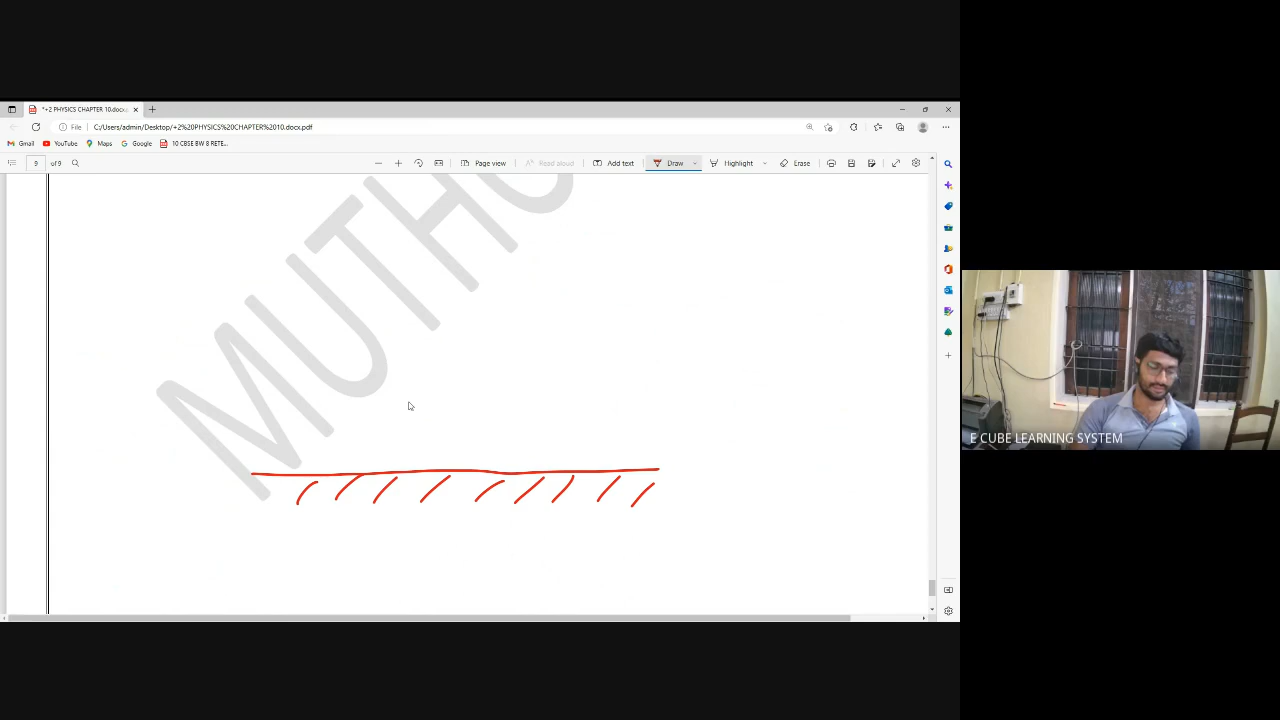 *+2 PHYSICS CHAPTER 10.docx.p
File C:/Users/admin/Desktop/+2%20PHYSICS%20CHAPTER%2010.docx.pdf
Gmail YouTube Maps Google 10 CBSE BW 8 RETE...
9 of 9 Page view Read aloud Add text Draw Highlight Erase
MUTHO
E CUBE LEARNING SYSTEM